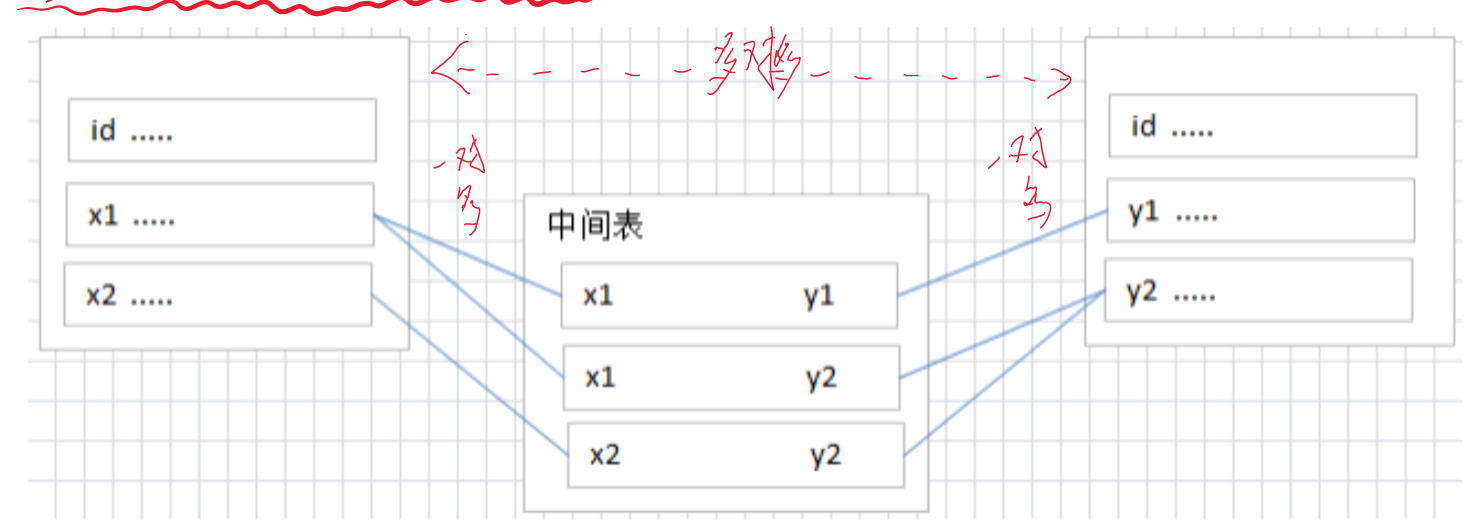 多对多
id .....
x1 .....
x2 .....
一对
多
中间表
x1 y1
x1 y2
x2 y2
一对
多
id .....
y1 .....
y2 .....